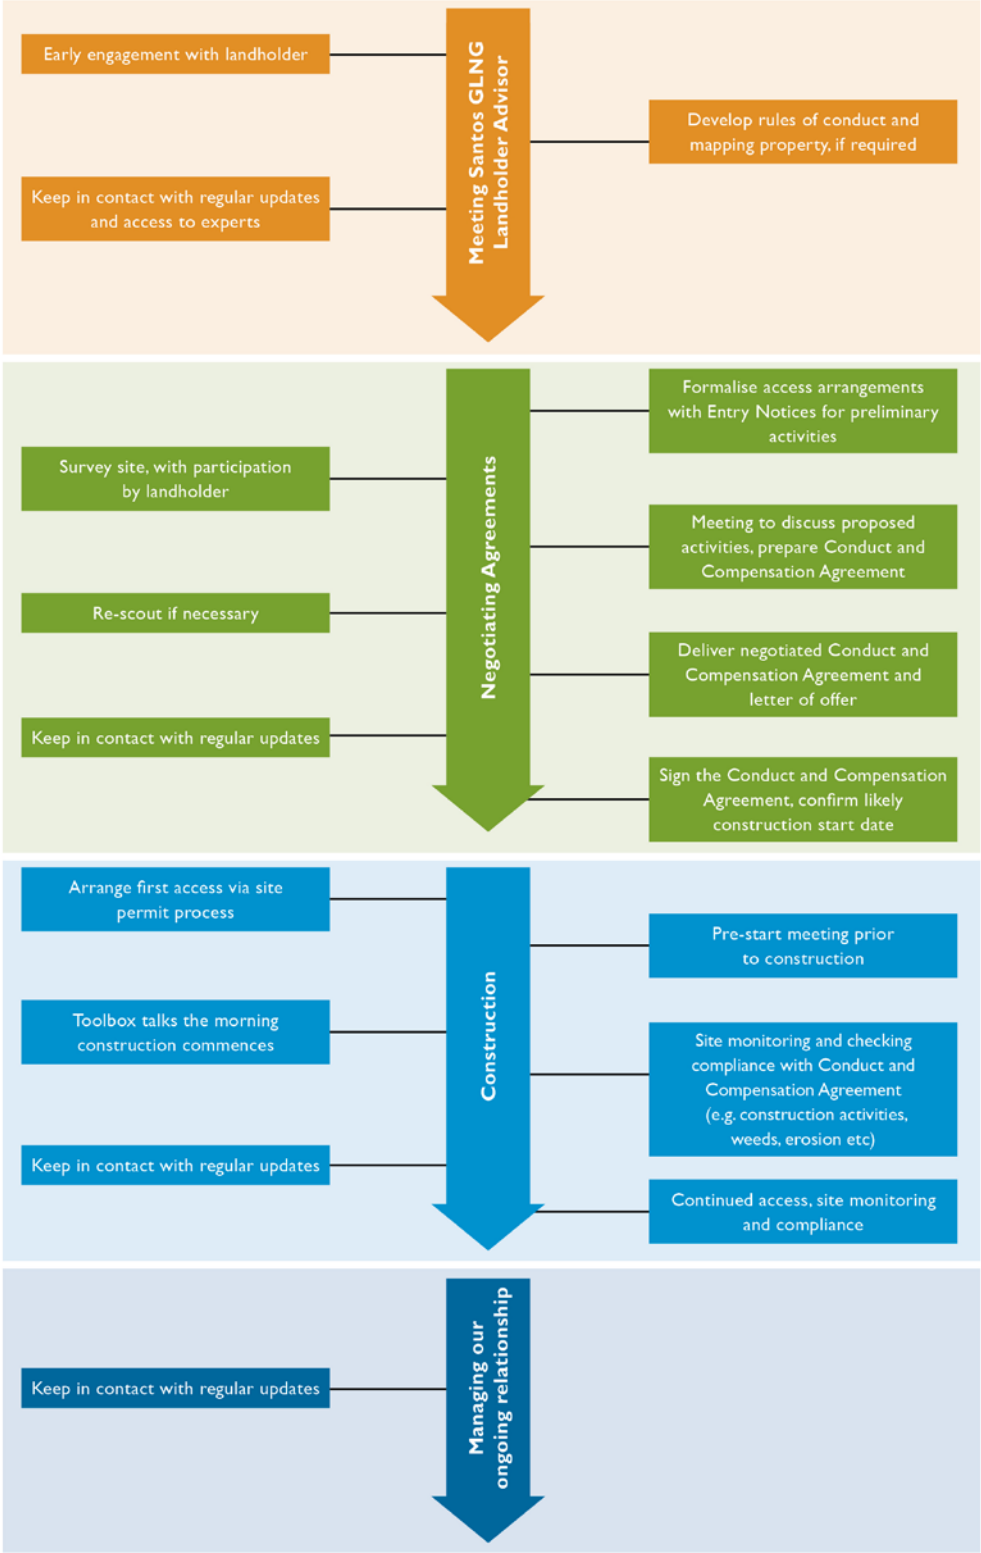 Early engagement with landholder
Meeting Santos GLNG
Landholder Advisor
Develop rules of conduct and
mapping property, if required
Keep in contact with regular updates
and access to experts
Formalise access arrangements
with Entry Notices for preliminary
activities
Negotiating Agreements
Survey site, with participation
by landholder
Meeting to discuss proposed
activities, prepare Conduct and
Compensation Agreement
Re-scout if necessary
Deliver negotiated Conduct and
Compensation Agreement and
letter of offer
Keep in contact with regular updates
Sign the Conduct and Compensation
Agreement, confirm likely
construction start date
Arrange first access via site
permit process
Construction
Pre-start meeting prior
to construction
Toolbox talks the morning
construction commences
Site monitoring and checking
compliance with Conduct and
Compensation Agreement
(e.g. construction activities,
weeds, erosion etc)
Keep in contact with regular updates
Continued access, site monitoring
and compliance
Managing our
ongoing relationship
Keep in contact with regular updates